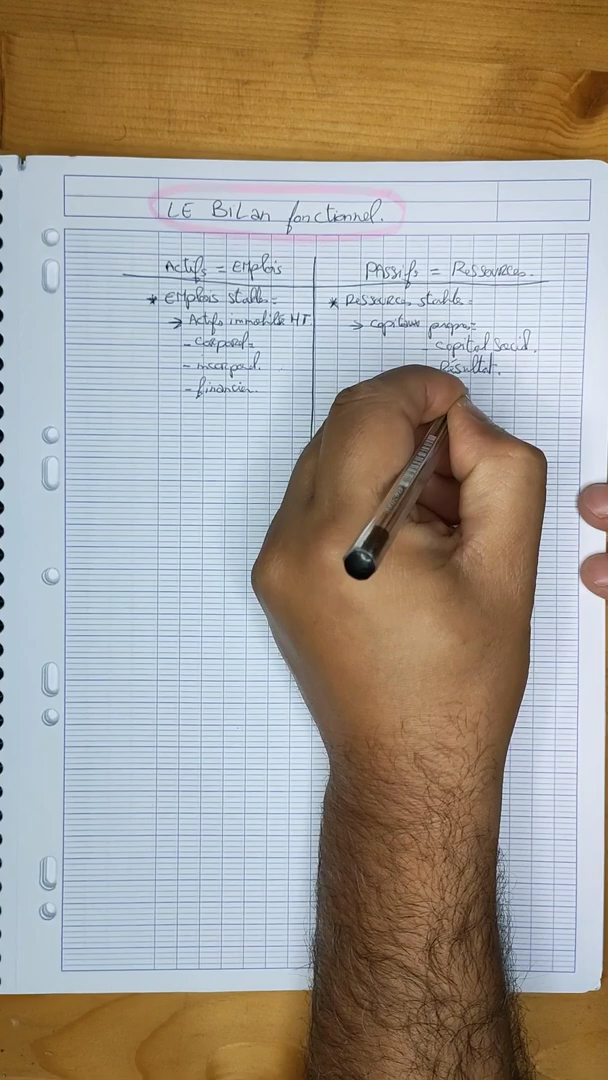 LE BiLan fonctionnel.
Actifs = EMplois
PAssifs = RessouRces.
* EMplois stables =
* RessouRces stables =
→ Actifs immobilisé HT.
→ capitaux propres =
- corporel =
- capital social.
- incorporel.
- Résultat.
- financier.